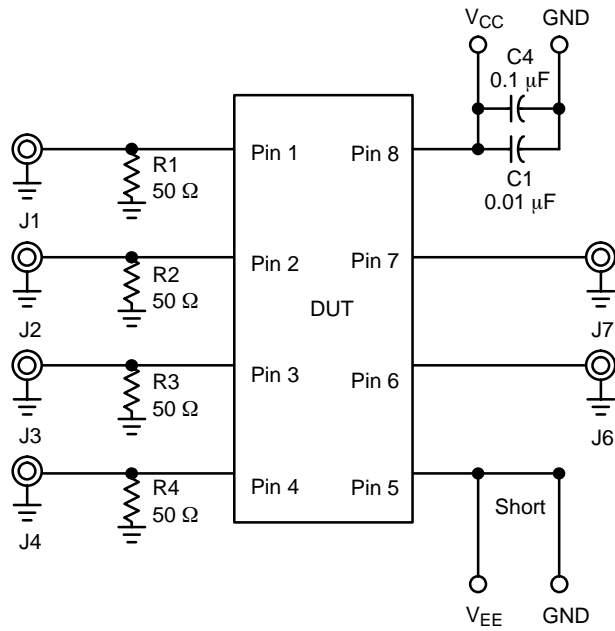 V_CC
GND
C4
0.1 µF
C1
0.01 µF
J1
R1
50 Ω
Pin 1
Pin 8
J2
R2
50 Ω
Pin 2
Pin 7
DUT
J7
J3
R3
50 Ω
Pin 3
Pin 6
J6
J4
R4
50 Ω
Pin 4
Pin 5
Short
V_EE
GND